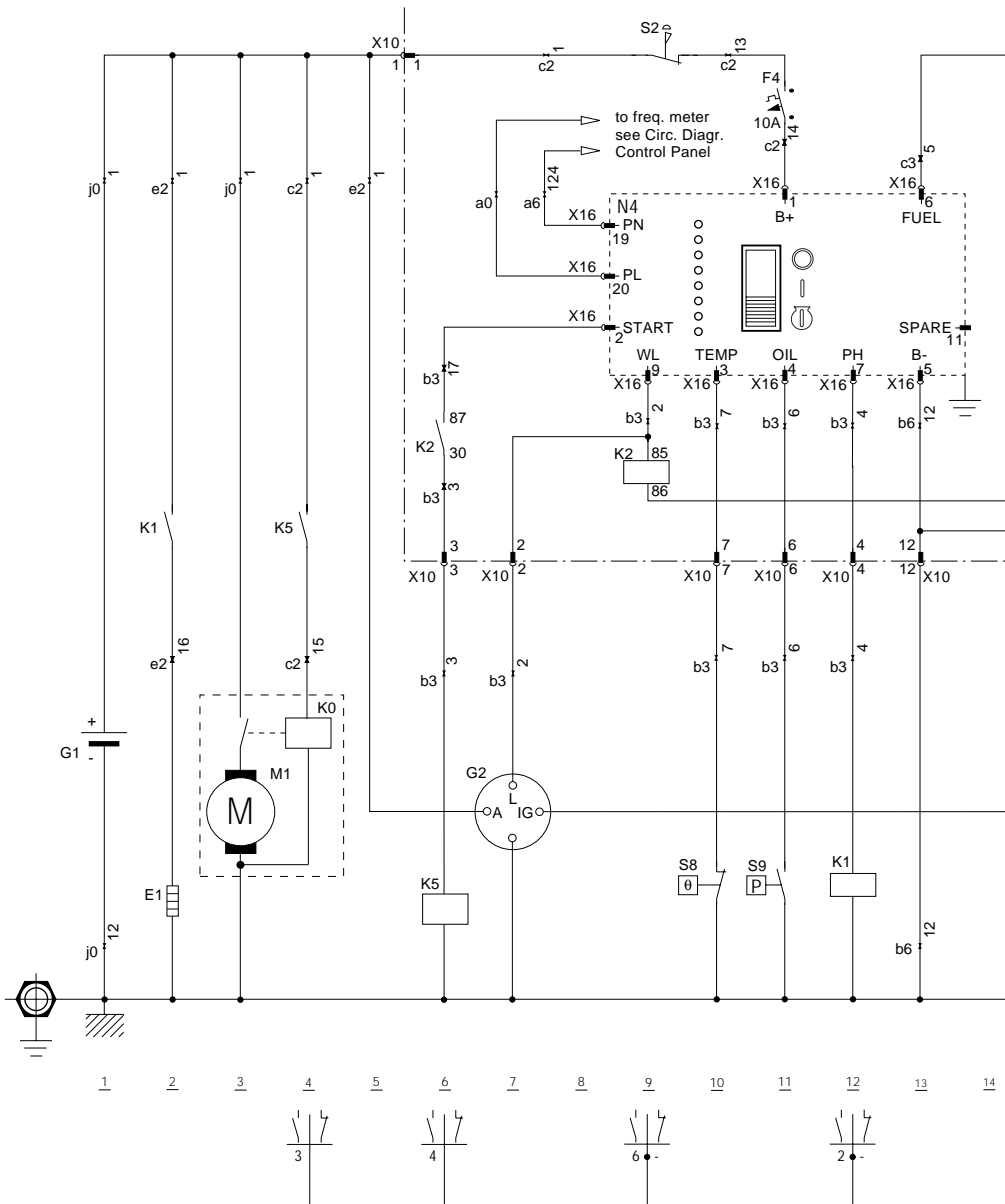 S2
X10
1
1
1
c2
13
c2
F4
10A
14
c2
5
c3
to freq. meter
see Circ. Diagr.
Control Panel
1
j0
1
e2
1
j0
1
c2
1
e2
a0
124
a6
X16
1
B+
X16
6
FUEL
N4
X16
PN
19
X16
PL
20
X16
START
2
SPARE
11
WL
TEMP
OIL
PH
B-
9
3
4
7
5
X16
X16
X16
X16
X16
17
b3
2
b3
7
b3
6
b3
4
b3
12
b6
87
K2
30
K2
85
86
3
b3
K1
K5
3
2
7
6
4
12
X10
3
X10
2
X10
7
X10
6
X10
4
12
X10
16
e2
15
c2
3
b3
2
b3
7
b3
6
b3
4
b3
K0
+
G1
-
M1
M
G2
L
A
IG
S8
θ
S9
P
K1
E1
K5
12
j0
12
b6
1
2
3
4
5
6
7
8
9
10
11
12
13
14
3
4
6
-
2
-